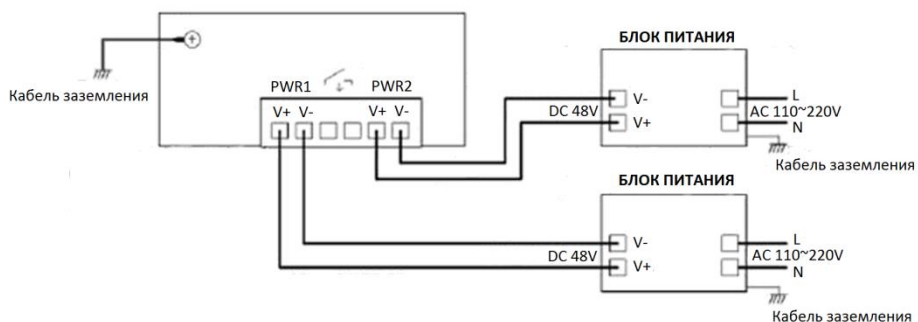 БЛОК ПИТАНИЯ
Кабель заземления
PWR1 PWR2
V+ V- V+ V-
V- L
DC 48V AC 110~220V
V+ N
Кабель заземления
БЛОК ПИТАНИЯ
V- L
DC 48V AC 110~220V
V+ N
Кабель заземления